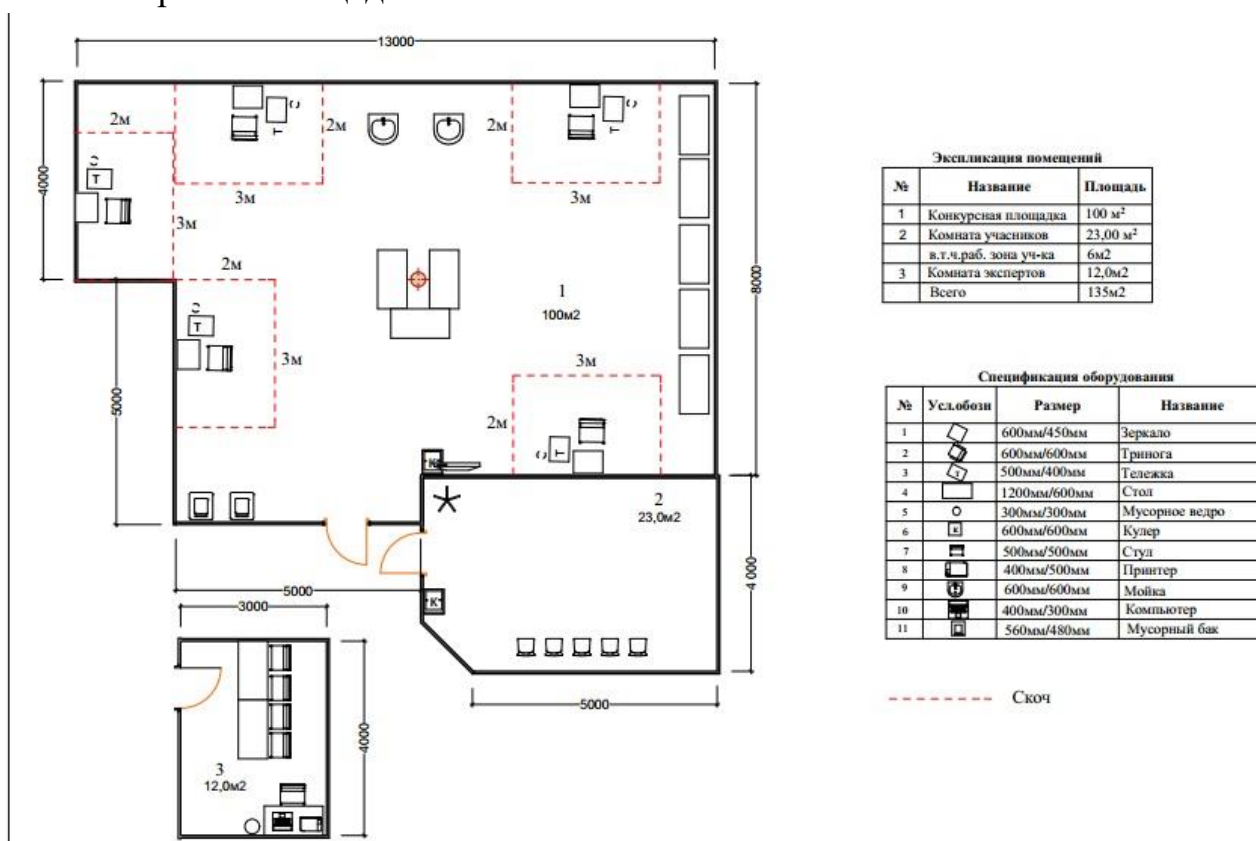 13000
2м
2м
2м
4000
3м
3м
3м
Т
Т
Т
2м
8000
1
100м2
Т
3м
3м
5000
2м
Т
К
2
23,0м2
4 000
5000
К
3000
5000
4000
3
12,0м2
Экспликация помещений
№ Название Площадь
1 Конкурсная площадка 100 м²
2 Комната учасников 23,00 м²
в.т.ч.раб. зона уч-ка 6м2
3 Комната экспертов 12,0м2
Всего 135м2
Спецификация оборудования
№ Усл.обозн Размер Название
1 600мм/450мм Зеркало
2 600мм/600мм Тринога
3 т 500мм/400мм Тележка
4 1200мм/600мм Стол
5 300мм/300мм Мусорное ведро
6 К 600мм/600мм Кулер
7 500мм/500мм Стул
8 400мм/500мм Принтер
9 600мм/600мм Мойка
10 400мм/300мм Компьютер
11 560мм/480мм Мусорный бак
Скоч